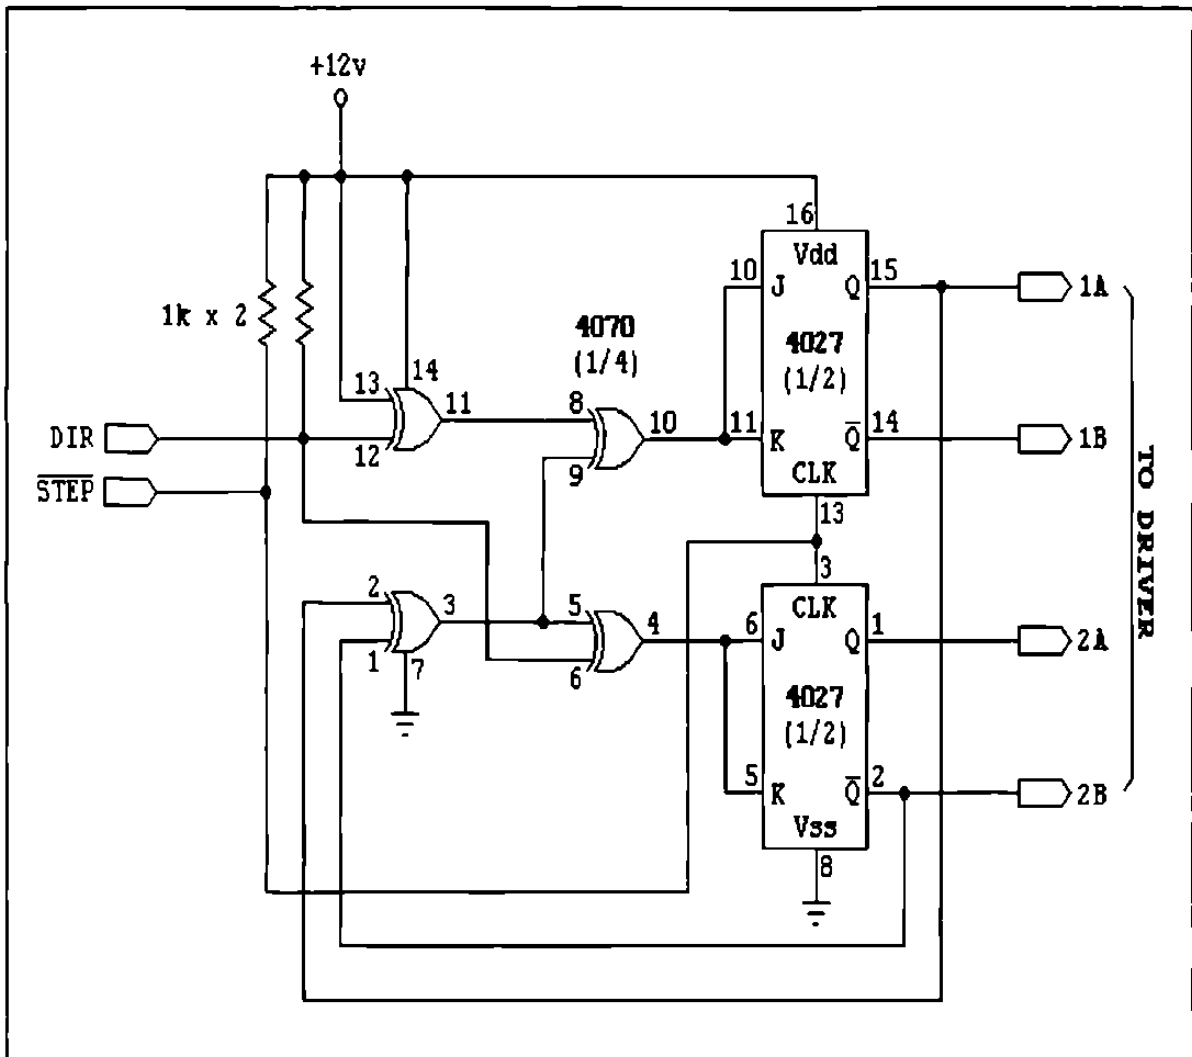 +12v
16
Vdd
10
J
Q
15
1A
1k x 2
4070
(1/4)
4027
(1/2)
13
14
11
8
10
11
K
Q̅
14
1B
DIR
12
9
CLK
S̅T̅E̅P̅
13
TO DRIVER
3
2
3
5
4
6
CLK
J
Q
1
2A
1
7
6
4027
(1/2)
5
K
Q̅
2
2B
Vss
8